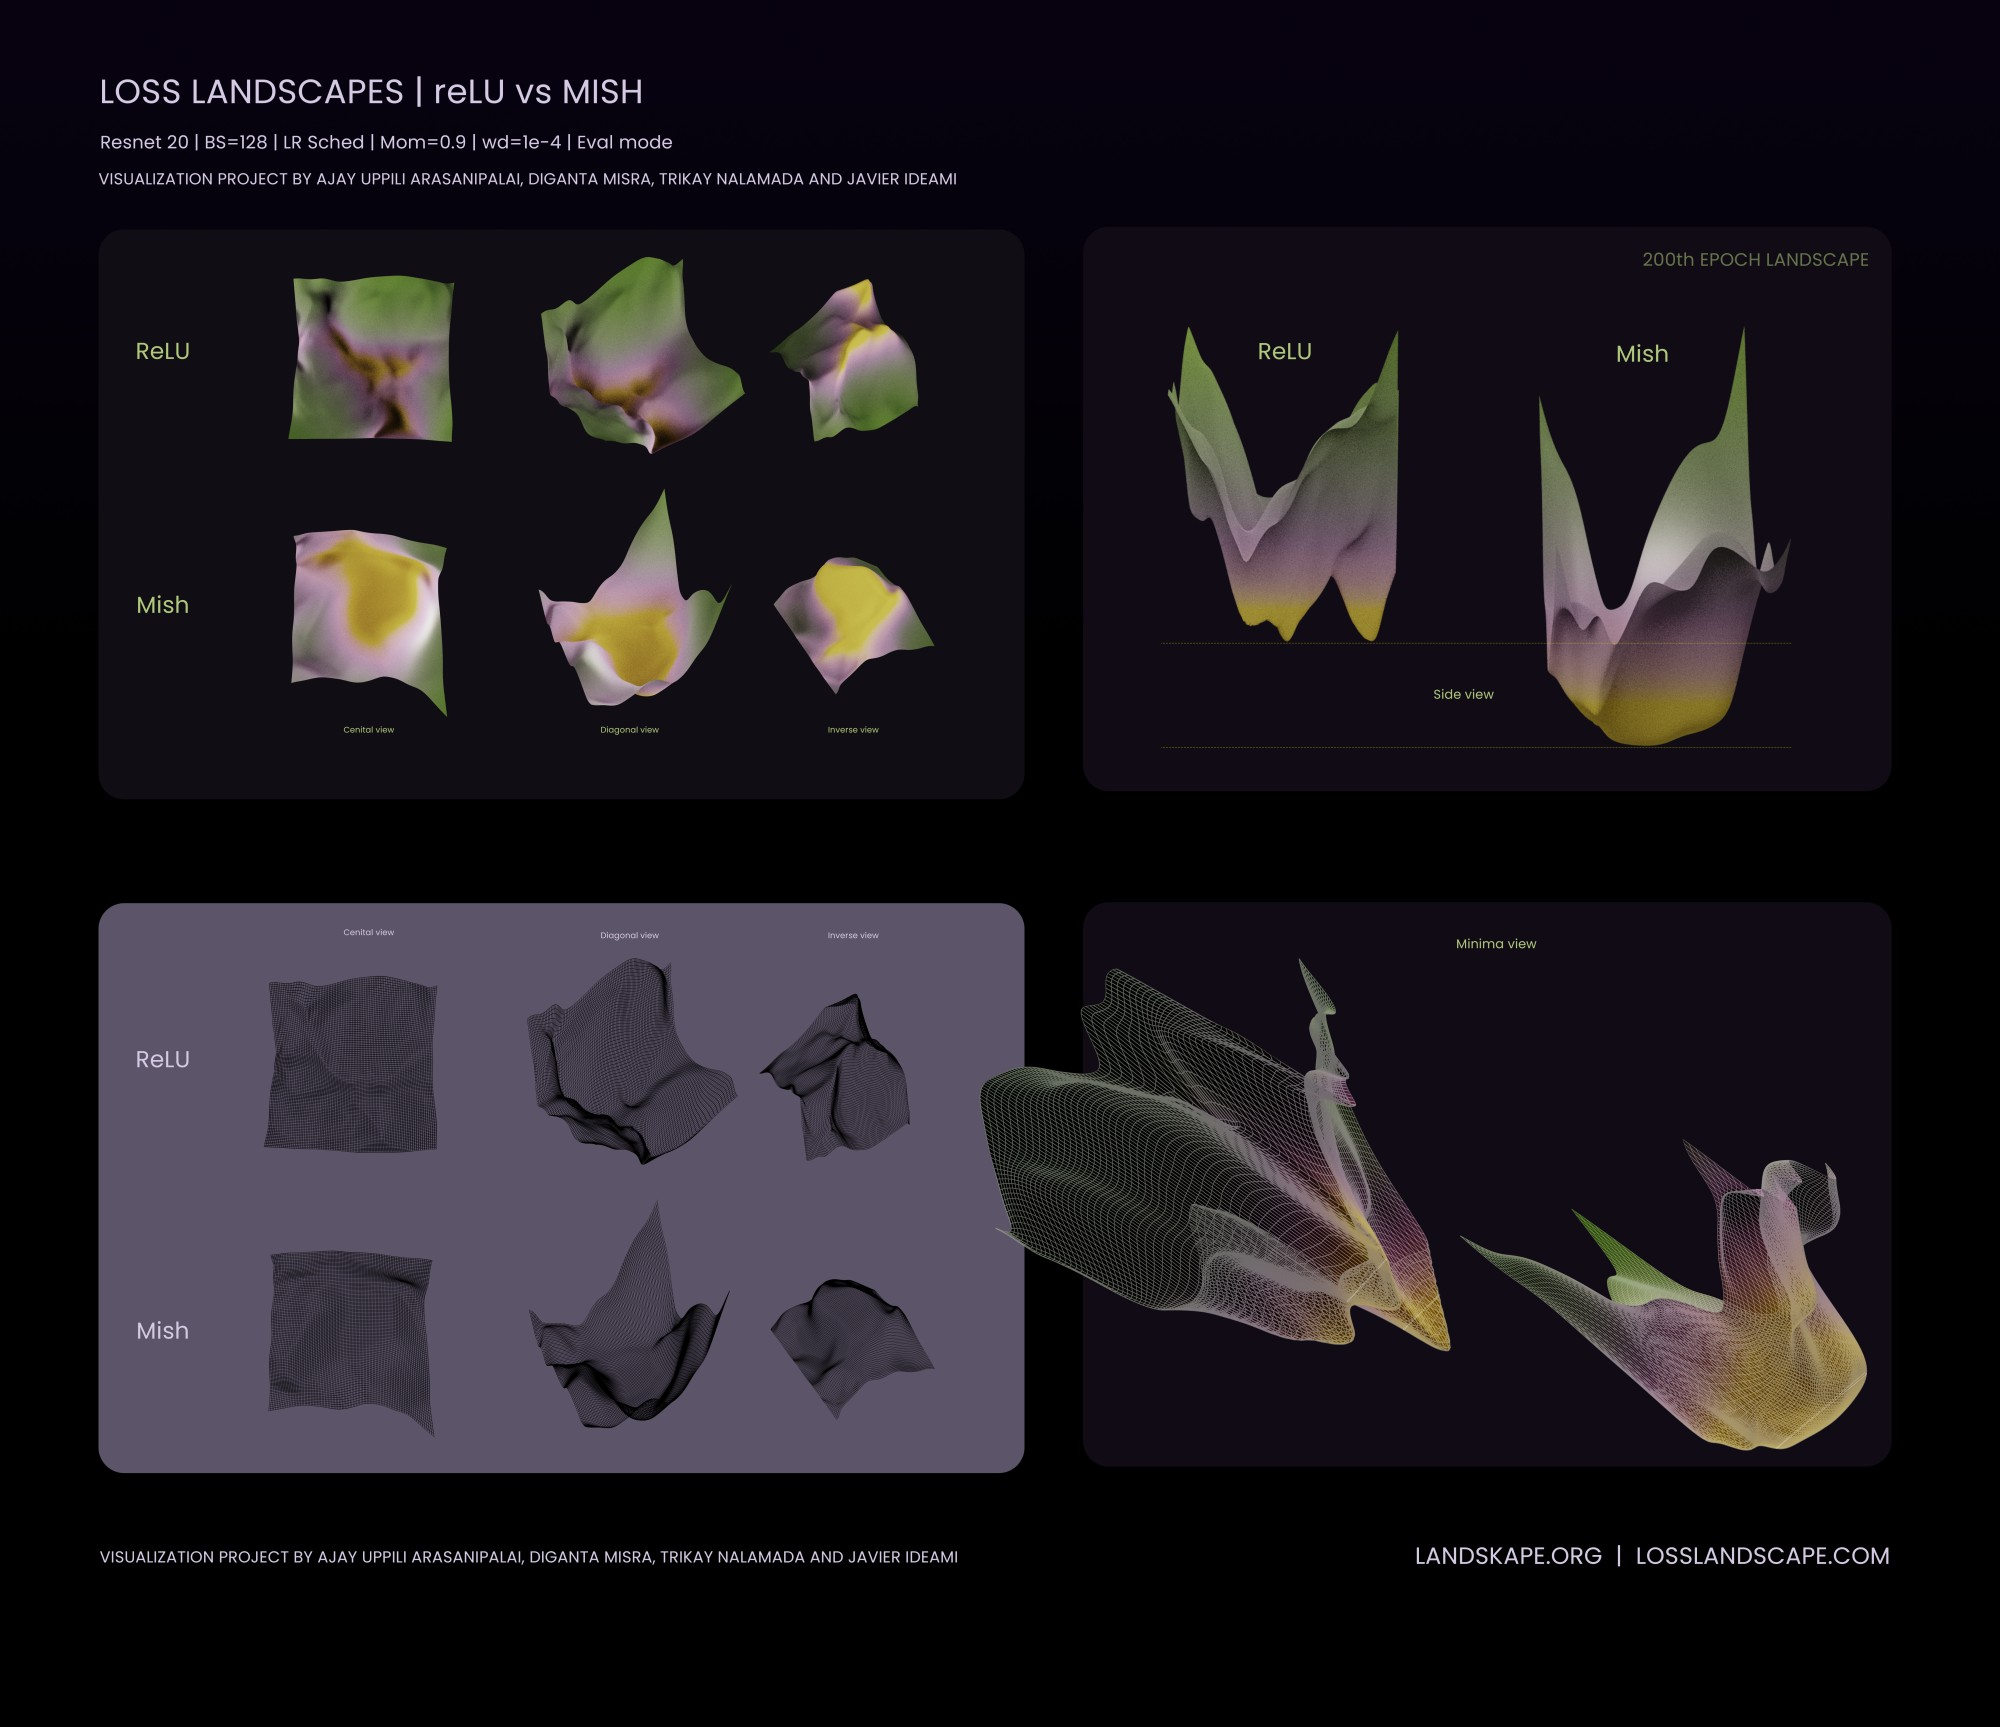 LOSS LANDSCAPES | reLU vs MISH
Resnet 20 | BS=128 | LR Sched | Mom=0.9 | wd=1e-4 | Eval mode
VISUALIZATION PROJECT BY AJAY UPPILI ARASANIPALAI, DIGANTA MISRA, TRIKAY NALAMADA AND JAVIER IDEAMI
ReLU
Mish
Cenital view
Diagonal view
Inverse view
200th EPOCH LANDSCAPE
ReLU
Mish
Side view
Cenital view
Diagonal view
Inverse view
ReLU
Mish
Minima view
VISUALIZATION PROJECT BY AJAY UPPILI ARASANIPALAI, DIGANTA MISRA, TRIKAY NALAMADA AND JAVIER IDEAMI
LANDSKAPE.ORG | LOSSLANDSCAPE.COM